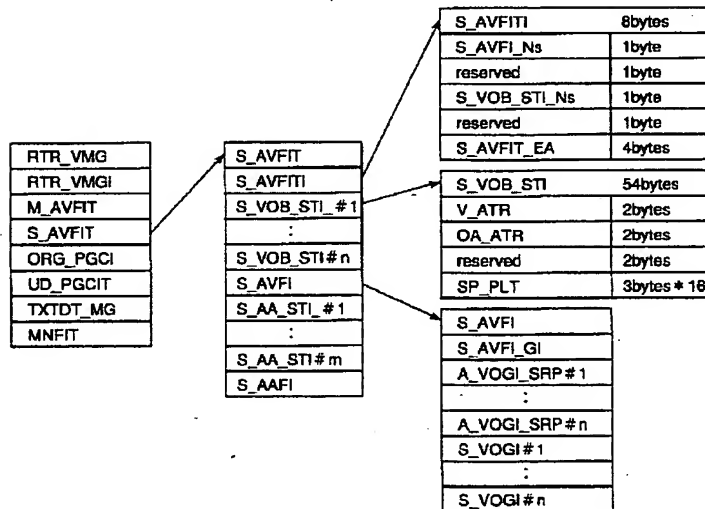 RTR_VMG
RTR_VMGI
M_AVFIT
S_AVFIT
ORG_PGCI
UD_PGCIT
TXTDT_MG
MNFIT
S_AVFIT
S_AVFITI
S_VOB_STI_#1
:
S_VOB_STI#n
S_AVFI
S_AA_STI_#1
:
S_AA_STI#m
S_AAFI
S_AVFITI 8bytes
S_AVFI_Ns 1byte
reserved 1byte
S_VOB_STI_Ns 1byte
reserved 1byte
S_AVFIT_EA 4bytes
S_VOB_STI 54bytes
V_ATR 2bytes
OA_ATR 2bytes
reserved 2bytes
SP_PLT 3bytes*16
S_AVFI
S_AVFI_GI
A_VOGI_SRP#1
:
A_VOGI_SRP#n
S_VOGI#1
:
S_VOGI#n